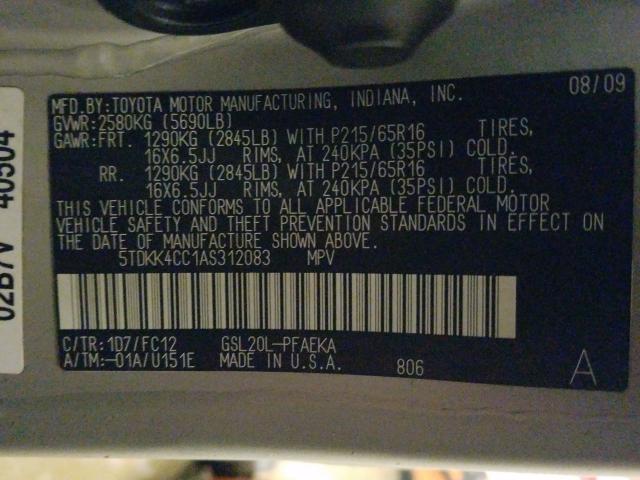 08/09
MFD.BY:TOYOTA MOTOR MANUFACTURING, INDIANA, INC.
GVWR:2580KG (5690LB)
GAWR:FRT. 1290KG (2845LB) WITH P215/65R16 TIRES,
16X6.5JJ RIMS, AT 240KPA (35PSI) COLD.
RR. 1290KG (2845LB) WITH P215/65R16 TIRES,
16X6.5JJ RIMS, AT 240KPA (35PSI) COLD.
THIS VEHICLE CONFORMS TO ALL APPLICABLE FEDERAL MOTOR
VEHICLE SAFETY AND THEFT PREVENTION STANDARDS IN EFFECT ON
THE DATE OF MANUFACTURE SHOWN ABOVE.
5TDKK4CC1AS312083 MPV
C/TR:1D7/FC12 GSL20L-PFAEKA
A/TM:-01A/U151E MADE IN U.S.A. 806 A
02B7V 40504